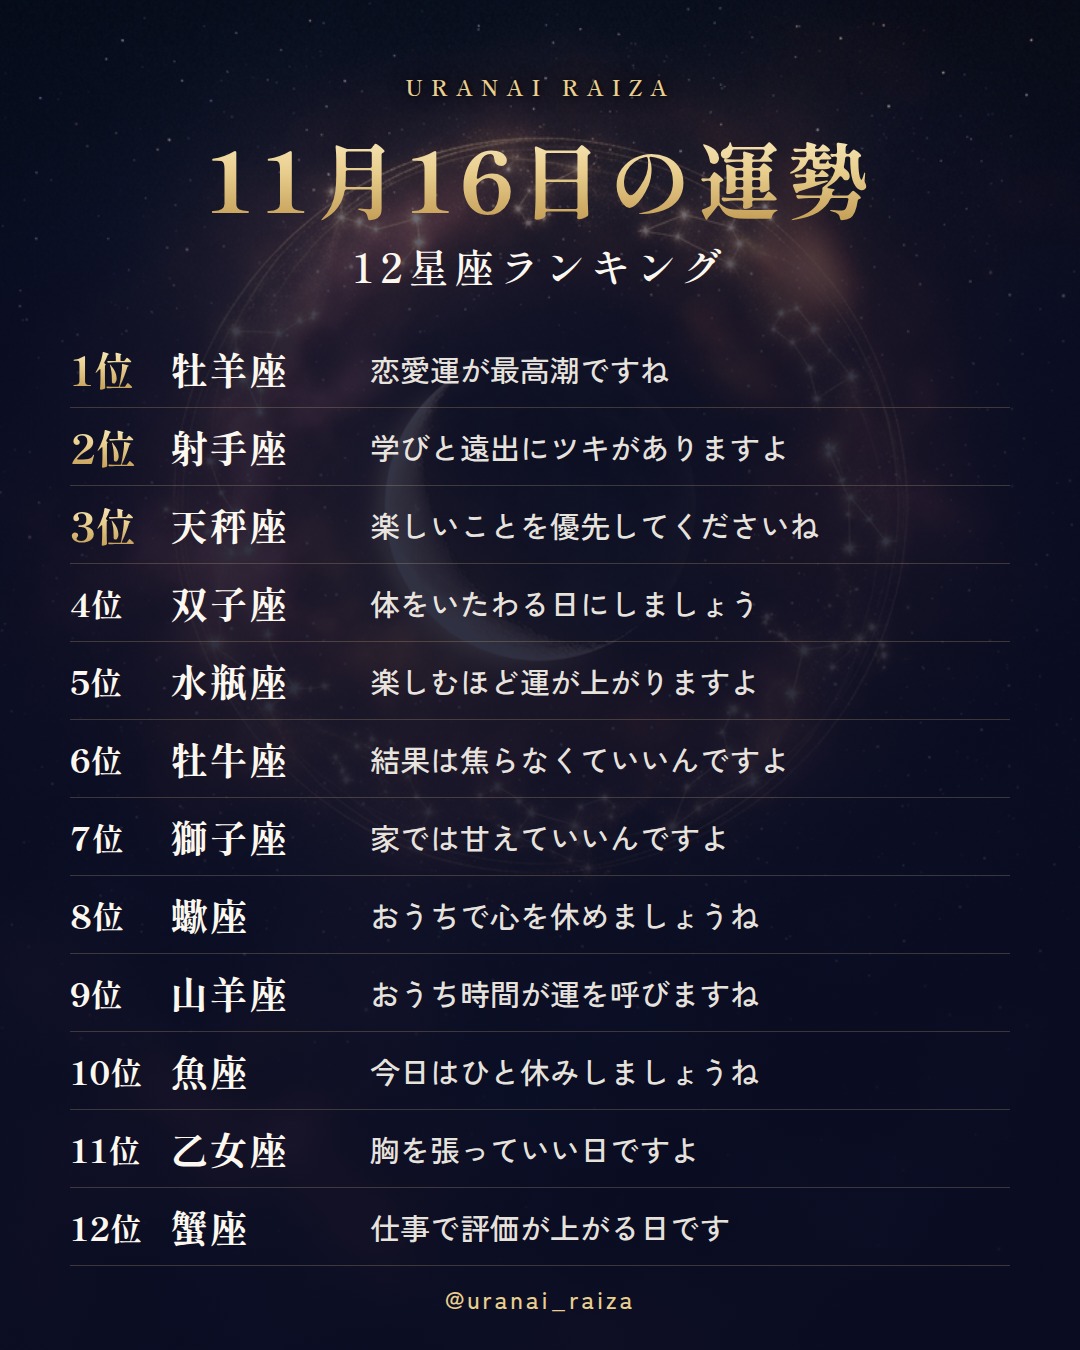 URANAI RAIZA
11月16日の運勢
12星座ランキング
1位 牡羊座 恋愛運が最高潮ですね
2位 射手座 学びと遠出にツキがありますよ
3位 天秤座 楽しいことを優先してくださいね
4位 双子座 体をいたわる日にしましょう
5位 水瓶座 楽しむほど運が上がりますよ
6位 牡牛座 結果は焦らなくていいんですよ
7位 獅子座 家では甘えていいんですよ
8位 蠍座 おうちで心を休めましょうね
9位 山羊座 おうち時間が運を呼びますね
10位 魚座 今日はひと休みしましょうね
11位 乙女座 胸を張っていい日ですよ
12位 蟹座 仕事で評価が上がる日です
@uranai_raiza